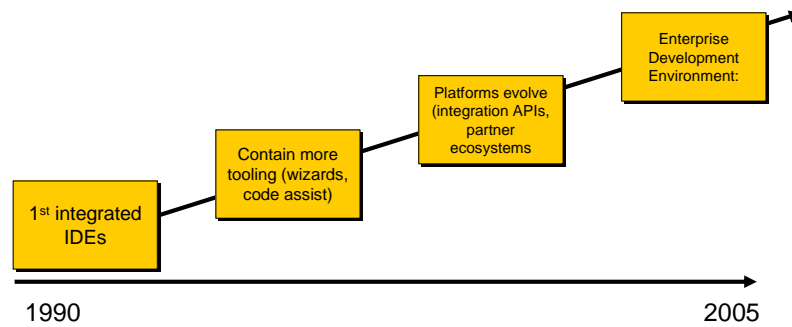 Enterprise
Development
Environment:
Platforms evolve
(integration APIs,
partner
ecosystems
Contain more
tooling (wizards,
code assist)
1st integrated
IDEs
1990
2005